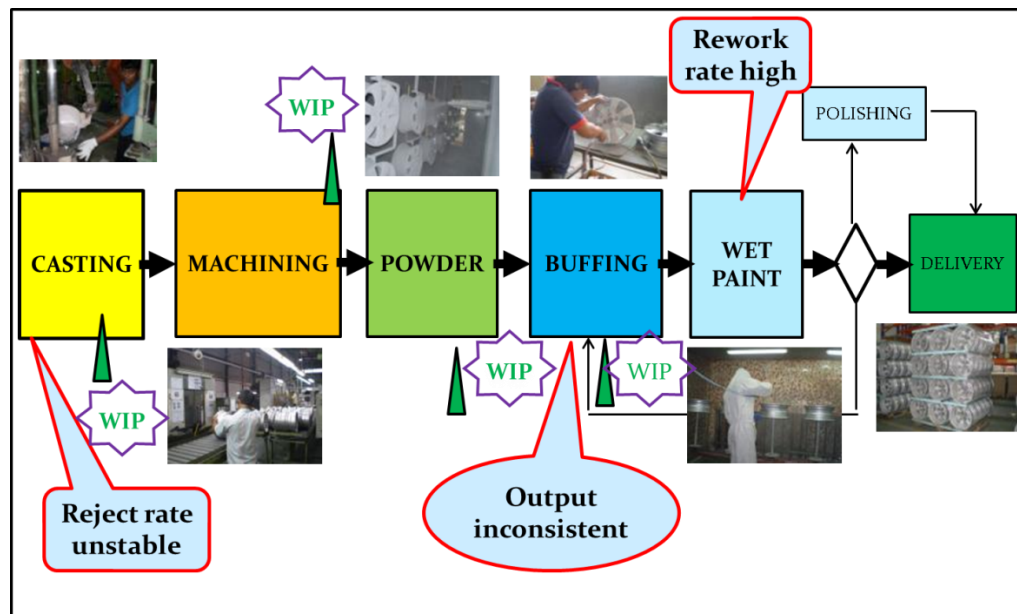 Rework
rate high
WIP
POLISHING
CASTING
MACHINING
POWDER
BUFFING
WET
PAINT
DELIVERY
WIP
WIP
WIP
Reject rate
unstable
Output
inconsistent